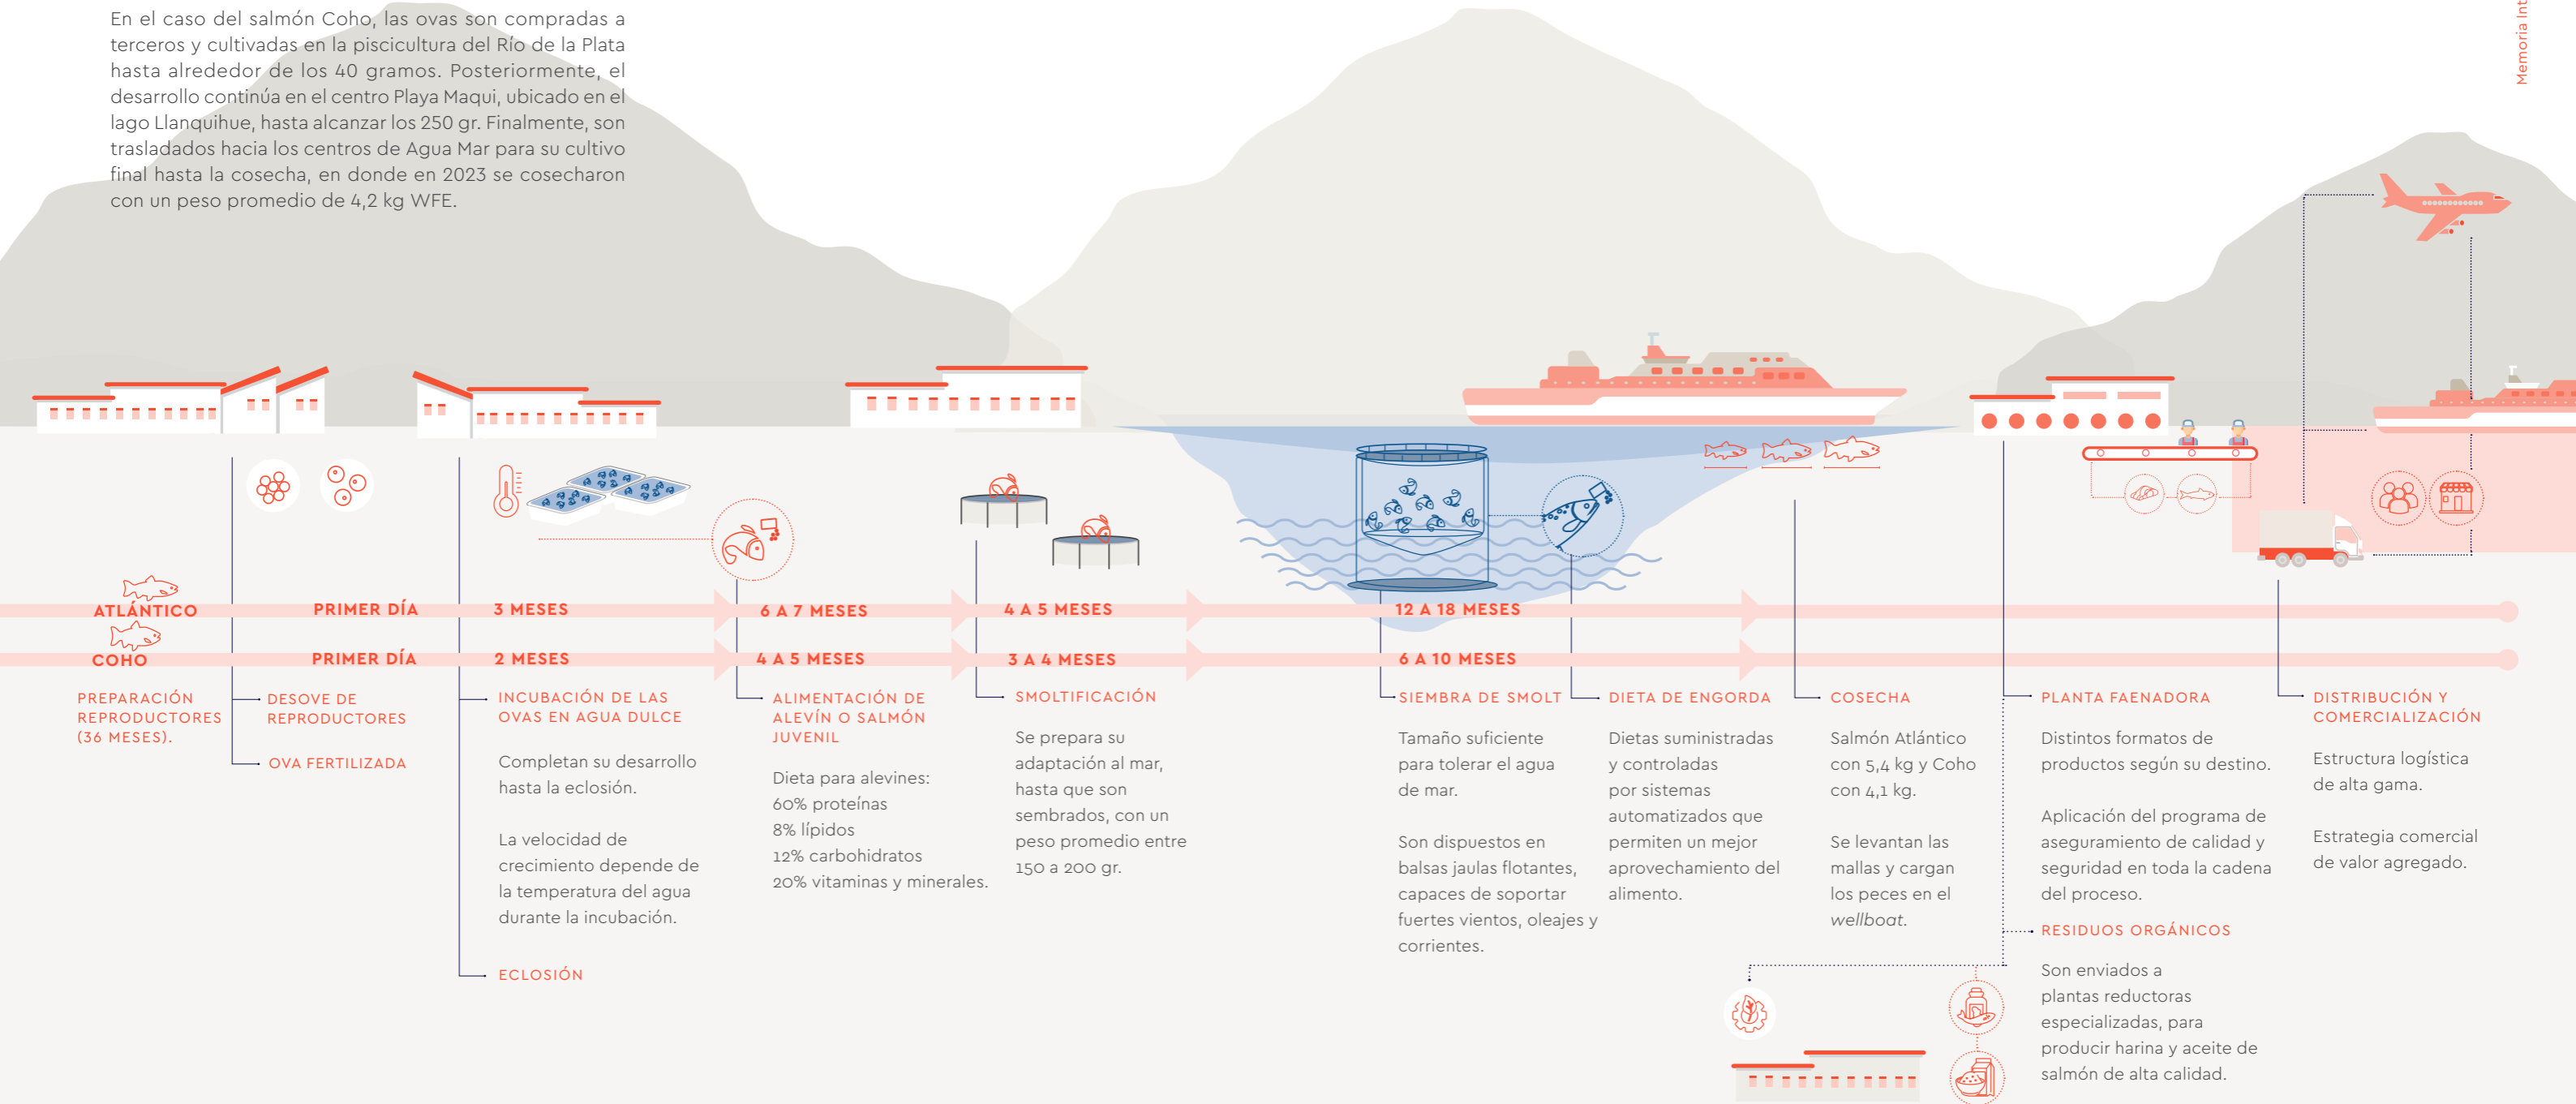 En el caso del salmón Coho, las ovas son compradas a
terceros y cultivadas en la piscicultura del Río de la Plata
hasta alrededor de los 40 gramos. Posteriormente, el
desarrollo continúa en el centro Playa Maqui, ubicado en el
lago Llanquihue, hasta alcanzar los 250 gr. Finalmente, son
trasladados hacia los centros de Agua Mar para su cultivo
final hasta la cosecha, en donde en 2023 se cosecharon
con un peso promedio de 4,2 kg WFE.
Memoria
ATLÁNTICO
PRIMER DÍA
3 MESES
6 A 7 MESES
4 A 5 MESES
12 A 18 MESES
COHO
PRIMER DÍA
2 MESES
4 A 5 MESES
3 A 4 MESES
6 A 10 MESES
PREPARACIÓN
REPRODUCTORES
(36 MESES).
DESOVE DE
REPRODUCTORES
OVA FERTILIZADA
INCUBACIÓN DE LAS
OVAS EN AGUA DULCE
Completan su desarrollo
hasta la eclosión.
La velocidad de
crecimiento depende de
la temperatura del agua
durante la incubación.
ECLOSIÓN
ALIMENTACIÓN DE
ALEVÍN O SALMÓN
JUVENIL
Dieta para alevines:
60% proteínas
8% lípidos
12% carbohidratos
20% vitaminas y minerales.
SMOLTIFICACIÓN
Se prepara su
adaptación al mar,
hasta que son
sembrados, con un
peso promedio entre
150 a 200 gr.
SIEMBRA DE SMOLT
Tamaño suficiente
para tolerar el agua
de mar.
Son dispuestos en
balsas jaulas flotantes,
capaces de soportar
fuertes vientos, oleajes y
corrientes.
DIETA DE ENGORDA
Dietas suministradas
y controladas
por sistemas
automatizados que
permiten un mejor
aprovechamiento del
alimento.
COSECHA
Salmón Atlántico
con 5,4 kg y Coho
con 4,1 kg.
Se levantan las
mallas y cargan
los peces en el
wellboat.
PLANTA FAENADORA
Distintos formatos de
productos según su destino.
Aplicación del programa de
aseguramiento de calidad y
seguridad en toda la cadena
del proceso.
RESIDUOS ORGÁNICOS
Son enviados a
plantas reductoras
especializadas, para
producir harina y aceite de
salmón de alta calidad.
DISTRIBUCIÓN Y
COMERCIALIZACIÓN
Estructura logística
de alta gama.
Estrategia comercial
de valor agregado.